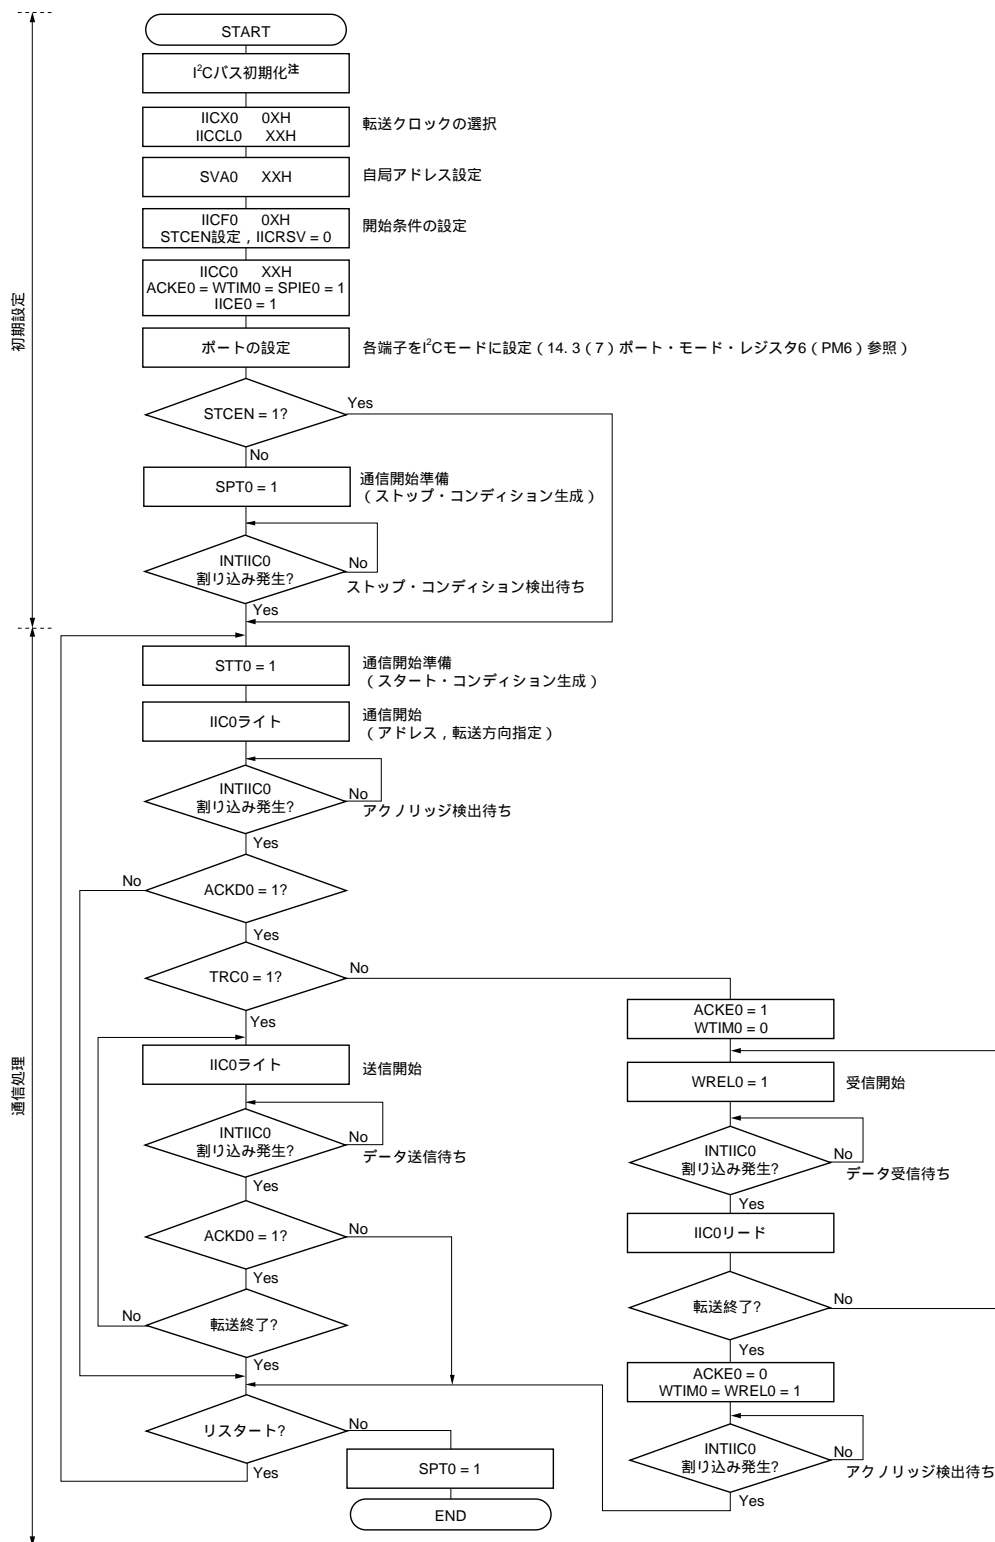 START
I²Cバス初期化注
IICX0 0XH
IICCL0 XXH
転送クロックの選択
SVA0 XXH
自局アドレス設定
IICF0 0XH
STCEN設定 , IICRSV = 0
開始条件の設定
IICC0 XXH
ACKE0 = WTIM0 = SPIE0 = 1
IICE0 = 1
初期設定
ポートの設定
各端子をI²Cモードに設定(14. 3(7)ポート・モード・レジスタ6(PM6)参照)
STCEN = 1?
Yes
No
SPT0 = 1
通信開始準備
(ストップ・コンディション生成)
INTIIC0
割り込み発生?
No
ストップ・コンディション検出待ち
Yes
STT0 = 1
通信開始準備
(スタート・コンディション生成)
IIC0ライト
通信開始
(アドレス , 転送方向指定)
INTIIC0
割り込み発生?
No
アクノリッジ検出待ち
Yes
No
ACKD0 = 1?
Yes
TRC0 = 1?
No
Yes
通信処理
IIC0ライト
送信開始
INTIIC0
割り込み発生?
No
データ送信待ち
Yes
ACKD0 = 1?
No
Yes
No
転送終了?
Yes
リスタート?
No
Yes
SPT0 = 1
END
ACKE0 = 1
WTIM0 = 0
WREL0 = 1
受信開始
INTIIC0
割り込み発生?
No
データ受信待ち
Yes
IIC0リード
転送終了?
No
Yes
ACKE0 = 0
WTIM0 = WREL0 = 1
INTIIC0
割り込み発生?
No
アクノリッジ検出待ち
Yes